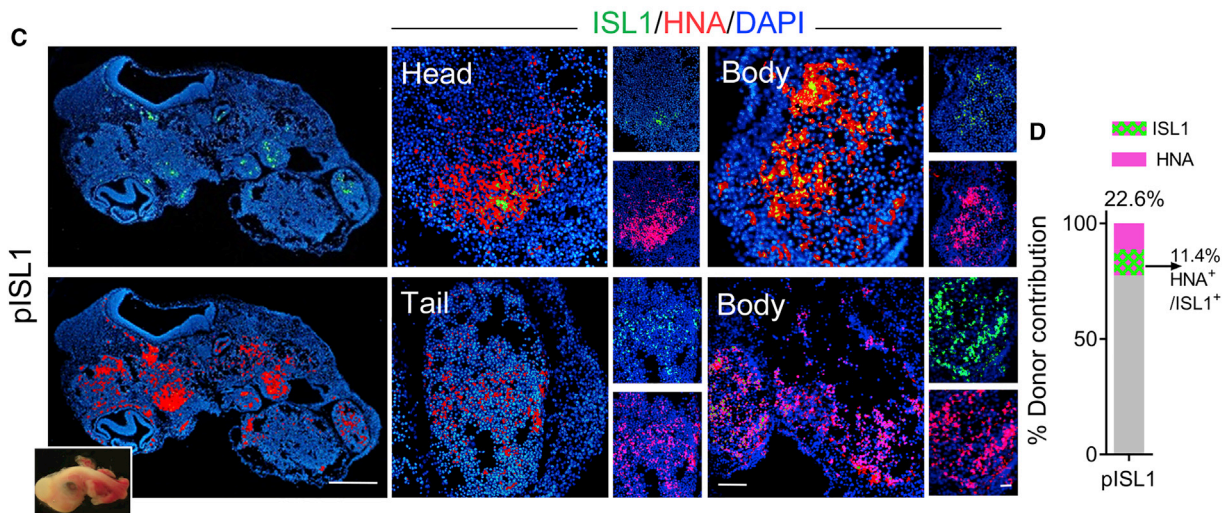 C
ISL1/HNA/DAPI
pISL1
Head
Body
Tail
Body
D
ISL1
HNA
22.6%
100
11.4%
HNA+
/ISL1+
50
0
% Donor contribution
pISL1